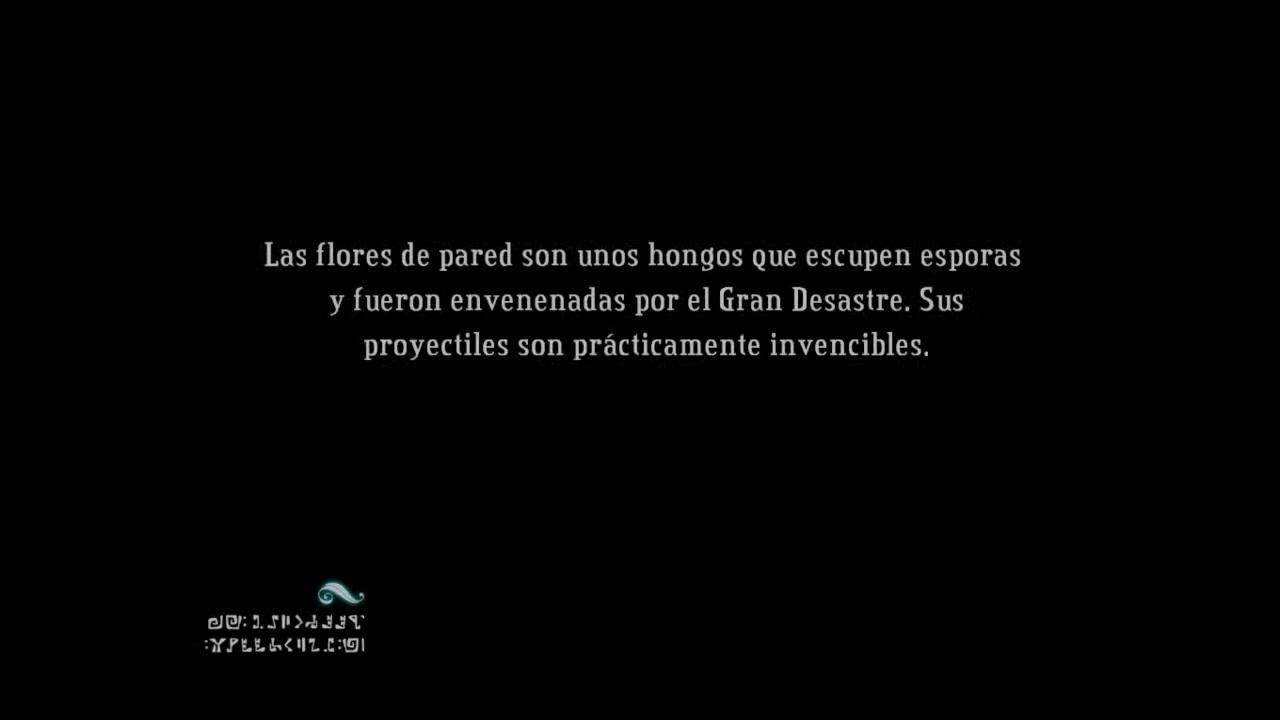 Las flores de pared son unos hongos que escupen esporas
y fueron envenenadas por el Gran Desastre. Sus
proyectiles son prácticamente invencibles.